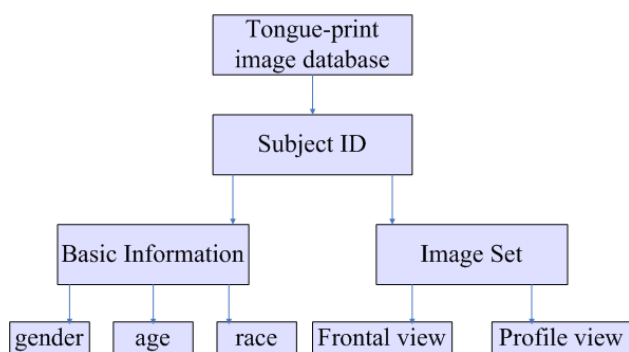 Tongue-print
image database
Subject ID
Basic Information
Image Set
gender
age
race
Frontal view
Profile view